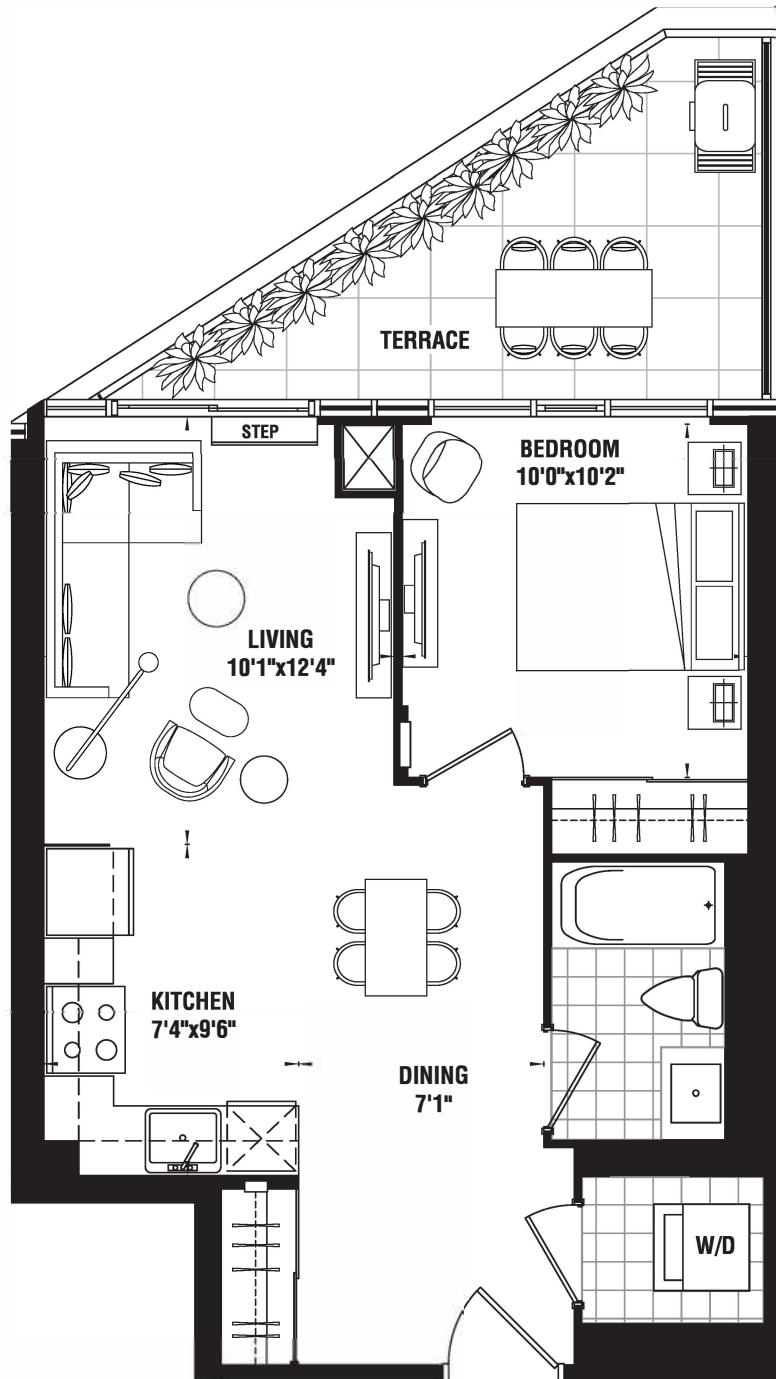 TERRACE
STEP
BEDROOM
10'0"x10'2"
LIVING
10'1"x12'4"
KITCHEN
7'4"x9'6"
DINING
7'1"
W/D